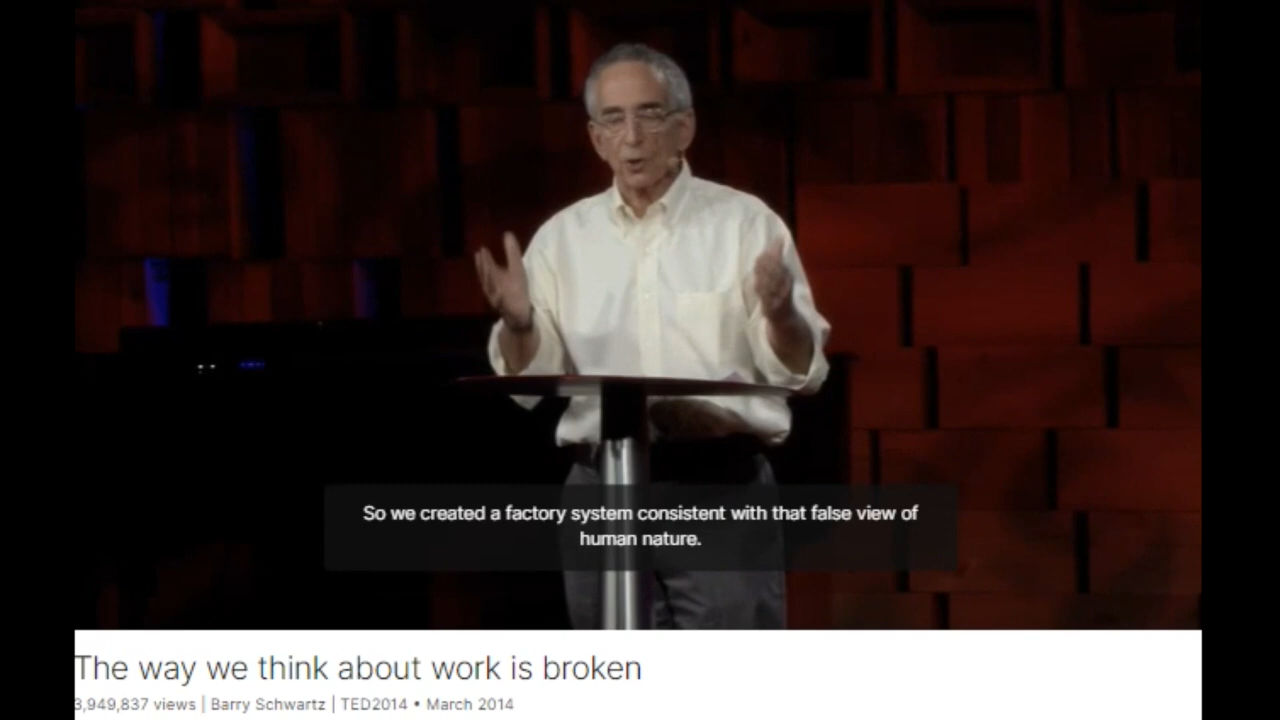 So we created a factory system consistent with that false view of
human nature.
The way we think about work is broken
3,949,837 views | Barry Schwartz | TED2014 • March 2014